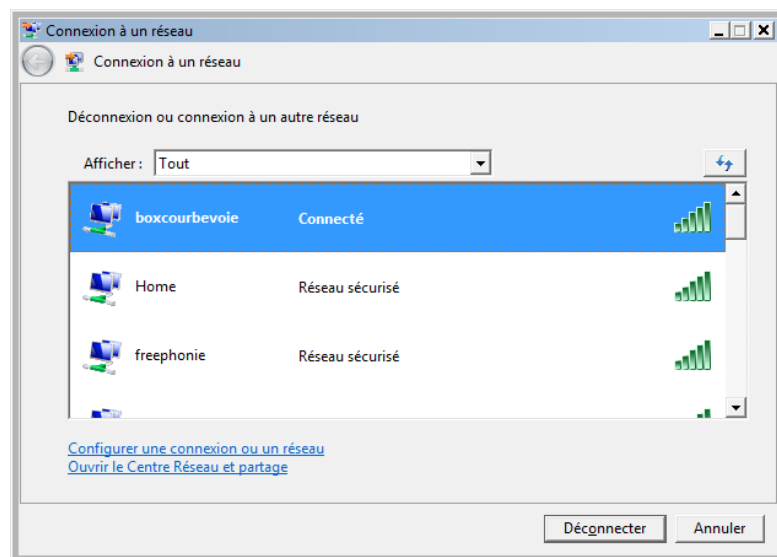 Connexion à un réseau
Connexion à un réseau
Déconnexion ou connexion à un autre réseau
Afficher : Tout
boxcourbevoie Connecté
Home Réseau sécurisé
freephonie Réseau sécurisé
Configurer une connexion ou un réseau
Ouvrir le Centre Réseau et partage
Déconnecter Annuler